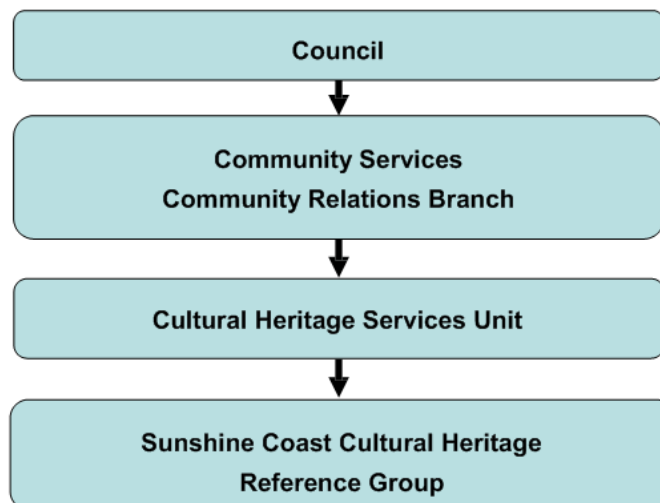 Council
Community Services
Community Relations Branch
Cultural Heritage Services Unit
Sunshine Coast Cultural Heritage
Reference Group